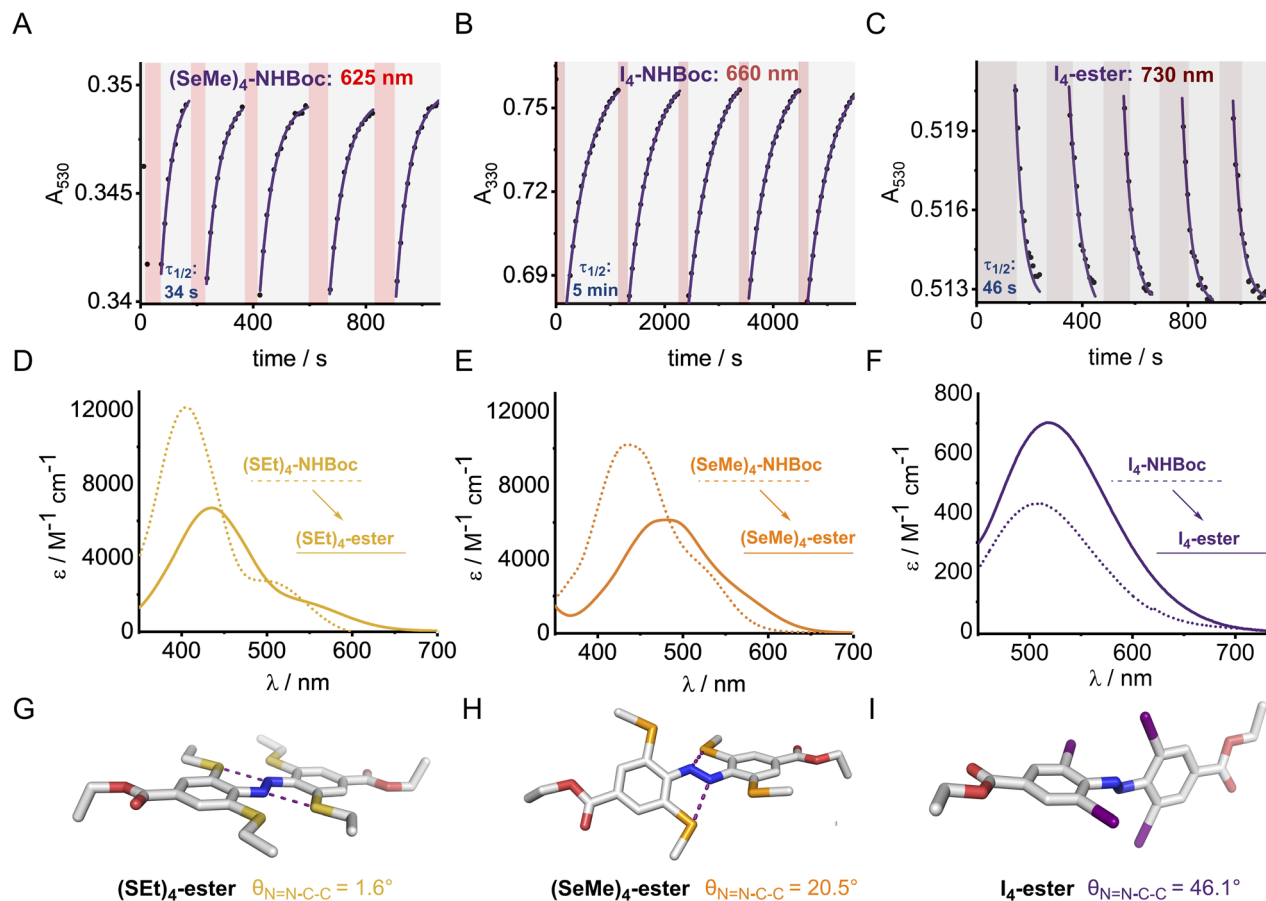 A
(SeMe)₄-NHBoc: 625 nm
0.35
0.345
0.34
A₅₃₀
τ₁/₂:
34 s
0 400 800
time / s
B
I₄-NHBoc: 660 nm
0.75
0.72
0.69
A₃₃₀
τ₁/₂:
5 min
0 2000 4000
time / s
C
I₄-ester: 730 nm
0.519
0.516
0.513
A₅₃₀
τ₁/₂:
46 s
0 400 800
time / s
D
12000
8000
4000
0
ε / M⁻¹ cm⁻¹
(SEt)₄-NHBoc
(SEt)₄-ester
400 500 600 700
λ / nm
E
12000
9000
6000
3000
0
ε / M⁻¹ cm⁻¹
(SeMe)₄-NHBoc
(SeMe)₄-ester
400 500 600 700
λ / nm
F
800
600
400
200
0
ε / M⁻¹ cm⁻¹
I₄-NHBoc
I₄-ester
500 600 700
λ / nm
G
(SEt)₄-ester θN=N-C-C = 1.6°
H
(SeMe)₄-ester θN=N-C-C = 20.5°
I
I₄-ester θN=N-C-C = 46.1°